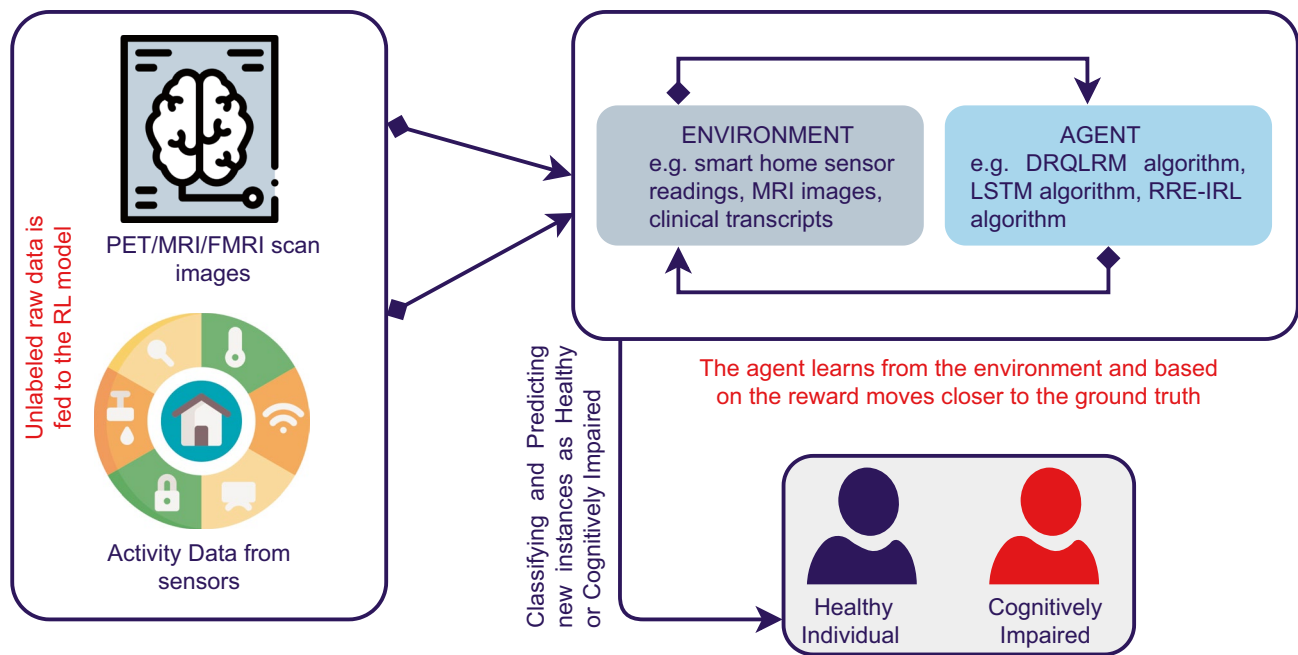 Unlabeled raw data is
fed to the RL model
PET/MRI/FMRI scan
images
Activity Data from
sensors
ENVIRONMENT
e.g. smart home sensor
readings, MRI images,
clinical transcripts
AGENT
e.g. DRQLRM algorithm,
LSTM algorithm, RRE-IRL
algorithm
The agent learns from the environment and based
on the reward moves closer to the ground truth
Classifying and Predicting
new instances as Healthy
or Cognitively Impaired
Healthy
Individual
Cognitively
Impaired